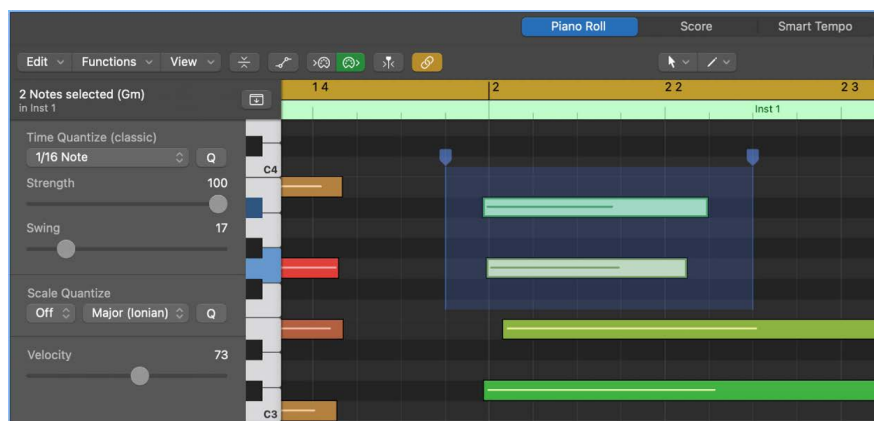 Piano Roll Score Smart Tempo
Edit Functions View
2 Notes selected (Gm)
in Inst 1
1 4 2 2 2 2 3
Inst 1
Time Quantize (classic)
1/16 Note Q
C4
Strength 100
Swing 17
Scale Quantize
Off Major (Ionian) Q
Velocity 73
C3